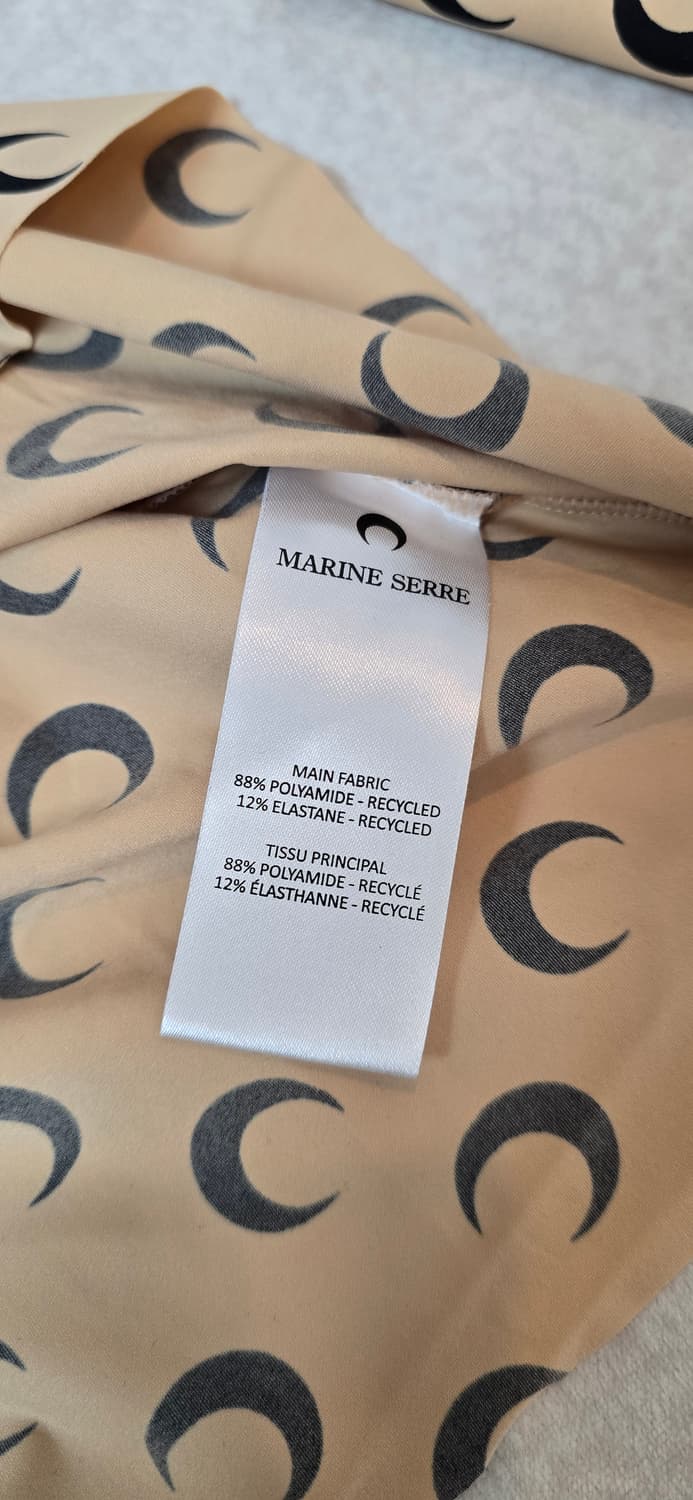 MARINE SERRE
MAIN FABRIC
88% POLYAMIDE - RECYCLED
12% ELASTANE - RECYCLED
TISSU PRINCIPAL
88% POLYAMIDE - RECYCLÉ
12% ÉLASTHANNE - RECYCLÉ